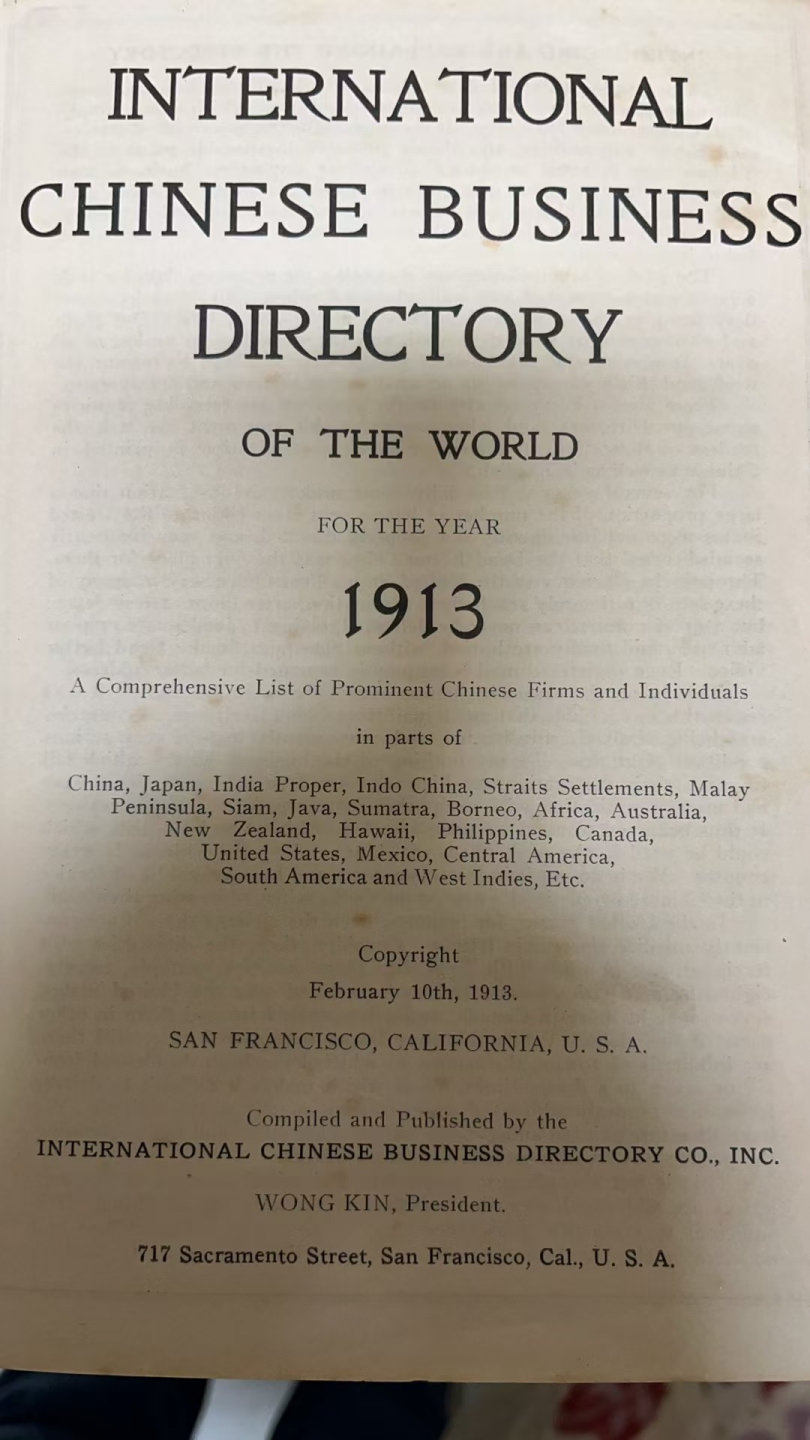 INTERNATIONAL
CHINESE BUSINESS
DIRECTORY
OF THE WORLD
FOR THE YEAR
1913
A Comprehensive List of Prominent Chinese Firms and Individuals
in parts of
China, Japan, India Proper, Indo China, Straits Settlements, Malay
Peninsula, Siam, Java, Sumatra, Borneo, Africa, Australia,
New Zealand, Hawaii, Philippines, Canada,
United States, Mexico, Central America,
South America and West Indies, Etc.
Copyright
February 10th, 1913.
SAN FRANCISCO, CALIFORNIA, U. S. A.
Compiled and Published by the
INTERNATIONAL CHINESE BUSINESS DIRECTORY CO., INC.
WONG KIN, President.
717 Sacramento Street, San Francisco, Cal., U. S. A.